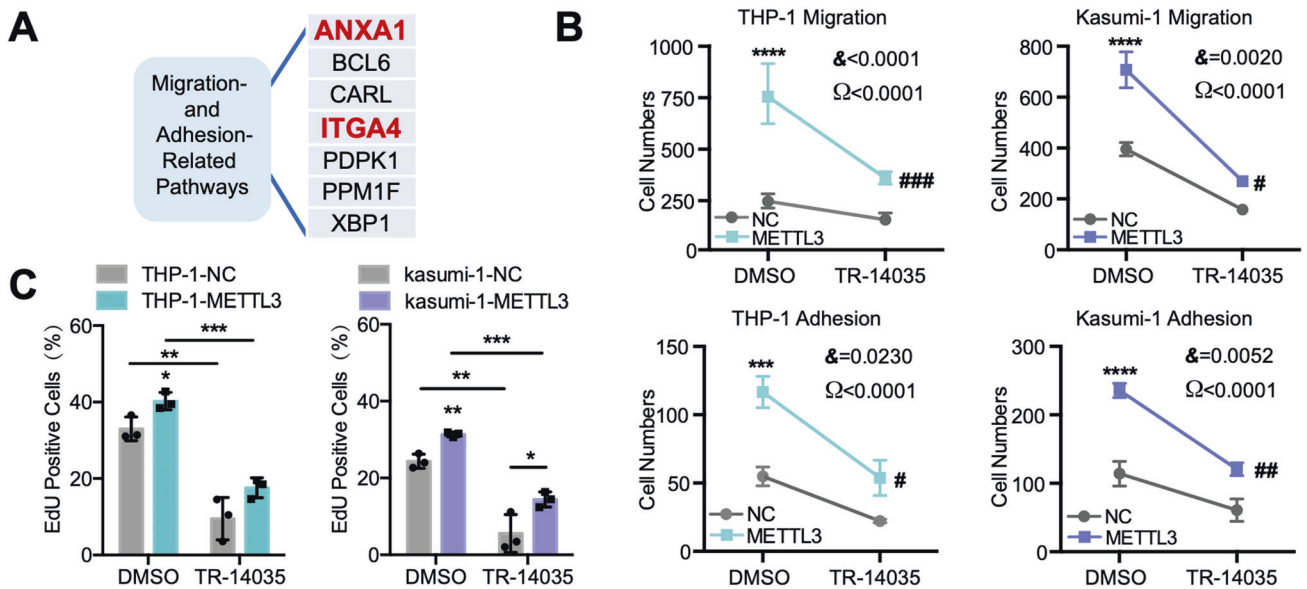 A
Migration-
and
Adhesion-
Related
Pathways
ANXA1
BCL6
CARL
ITGA4
PDPK1
PPM1F
XBP1
B
THP-1 Migration
Cell Numbers
1000
750
500
250
0
****
&<0.0001
Ω<0.0001
###
NC
METTL3
DMSO
TR-14035
Kasumi-1 Migration
Cell Numbers
800
600
400
200
0
****
&=0.0020
Ω<0.0001
#
NC
METTL3
DMSO
TR-14035
THP-1 Adhesion
Cell Numbers
150
100
50
0
***
&=0.0230
Ω<0.0001
#
NC
METTL3
DMSO
TR-14035
Kasumi-1 Adhesion
Cell Numbers
300
200
100
0
****
&=0.0052
Ω<0.0001
##
NC
METTL3
DMSO
TR-14035
C
THP-1-NC
THP-1-METTL3
EdU Positive Cells (%)
60
40
20
0
***
**
*
DMSO
TR-14035
kasumi-1-NC
kasumi-1-METTL3
EdU Positive Cells (%)
60
40
20
0
***
**
**
*
DMSO
TR-14035